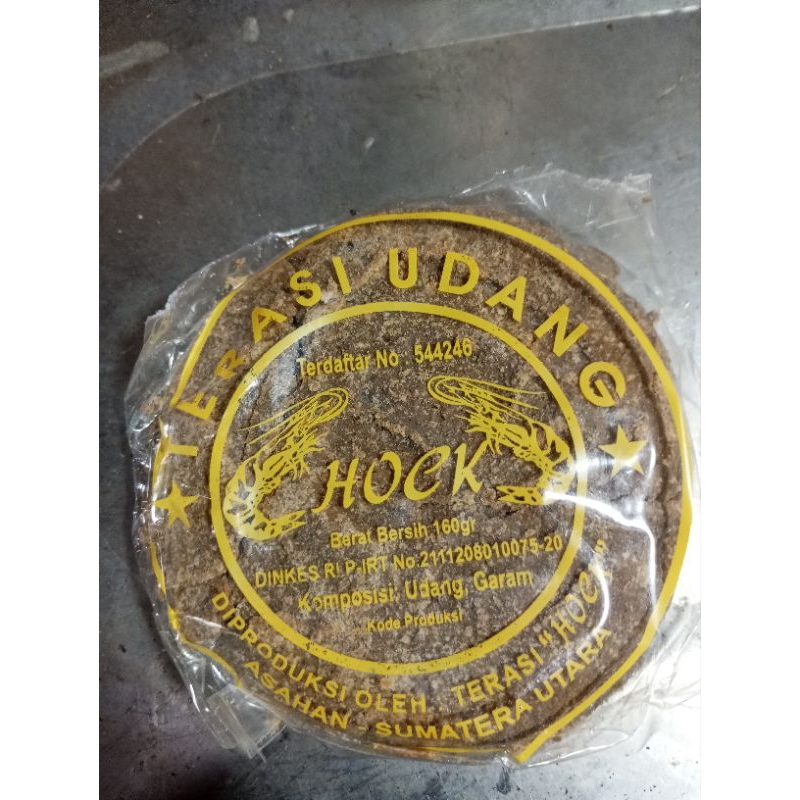 TERASI UDANG
Terdaftar No : 544246
HOCK
Berat Bersih 160gr
DINKES RI P-IRT No.2111208010075-20
Komposisi: Udang, Garam
Kode Produksi
DIPRODUKSI OLEH : TERASI "HOCK"
ASAHAN - SUMATERA UTARA